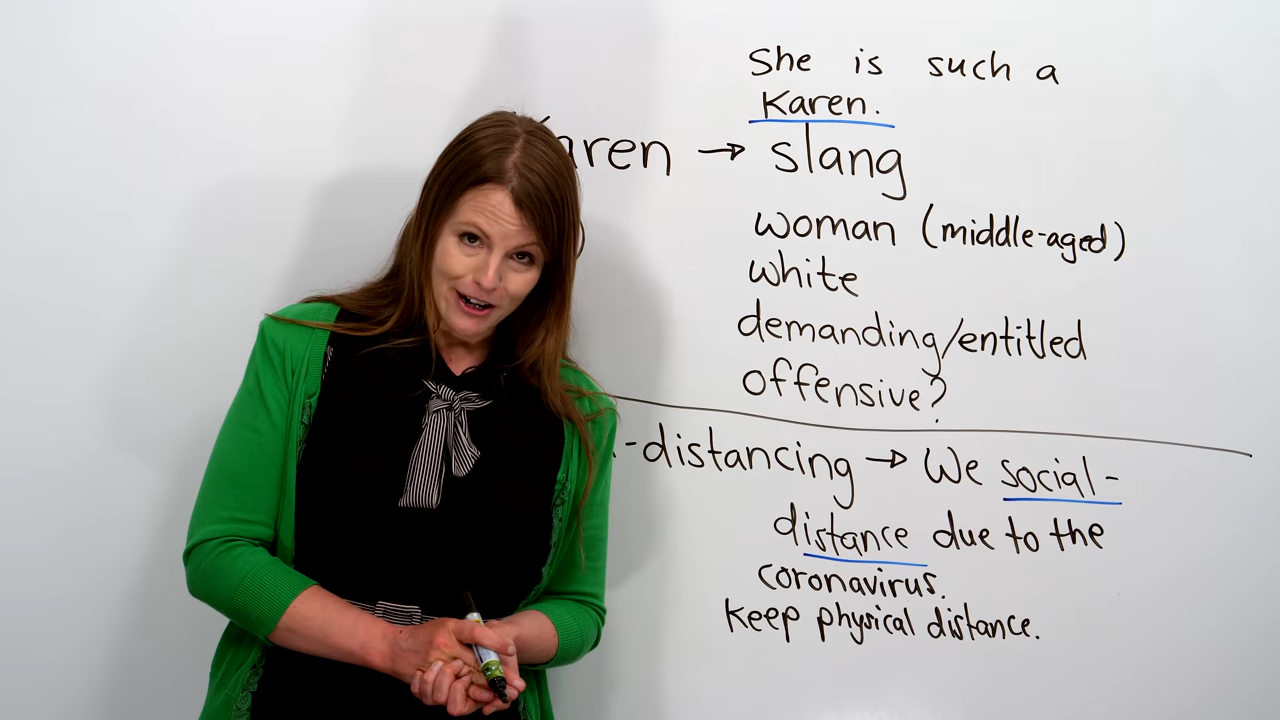 She is such a
Karen.
Karen → slang
woman (middle-aged)
white
demanding/entitled
offensive?
-distancing → We social-
distance due to the
coronavirus.
keep physical distance.